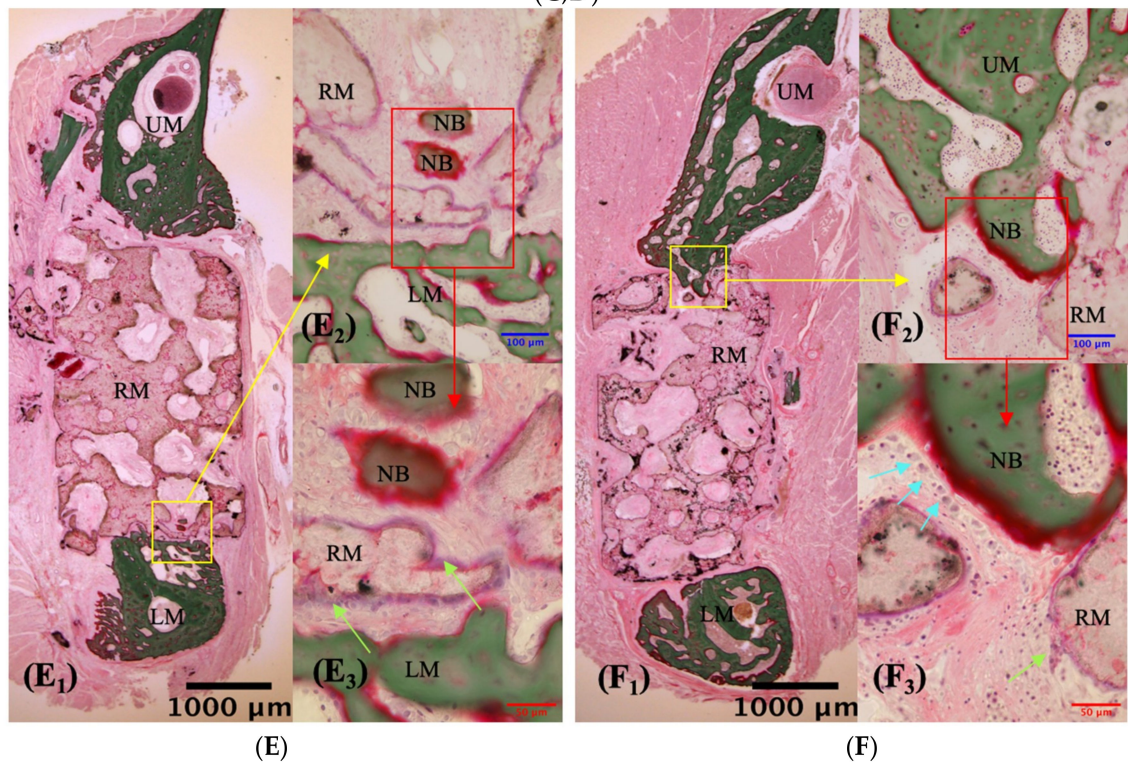 UM
RM
LM
(E₁)
1000 μm
RM
NB
NB
LM
(E₂)
100 μm
NB
NB
RM
LM
(E₃)
50 μm
UM
RM
LM
(F₁)
1000 μm
UM
NB
RM
(F₂)
100 μm
NB
RM
(F₃)
50 μm
(E)
(F)